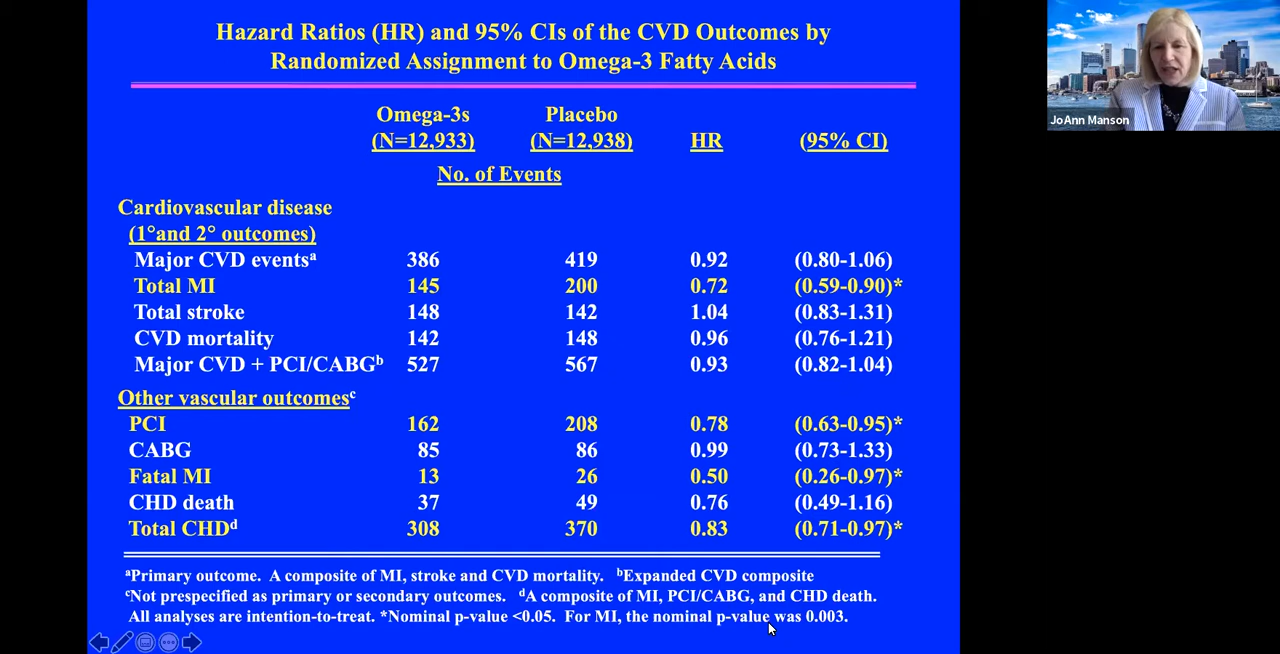 Hazard Ratios (HR) and 95% CIs of the CVD Outcomes by
Randomized Assignment to Omega-3 Fatty Acids
JoAnn Manson
Omega-3s Placebo
(N=12,933) (N=12,938) HR (95% CI)
No. of Events
Cardiovascular disease
(1°and 2° outcomes)
Major CVD eventsᵃ 386 419 0.92 (0.80-1.06)
Total MI 145 200 0.72 (0.59-0.90)*
Total stroke 148 142 1.04 (0.83-1.31)
CVD mortality 142 148 0.96 (0.76-1.21)
Major CVD + PCI/CABGᵇ 527 567 0.93 (0.82-1.04)
Other vascular outcomesᶜ
PCI 162 208 0.78 (0.63-0.95)*
CABG 85 86 0.99 (0.73-1.33)
Fatal MI 13 26 0.50 (0.26-0.97)*
CHD death 37 49 0.76 (0.49-1.16)
Total CHDᵈ 308 370 0.83 (0.71-0.97)*
ᵃPrimary outcome. A composite of MI, stroke and CVD mortality. ᵇExpanded CVD composite
ᶜNot prespecified as primary or secondary outcomes. ᵈA composite of MI, PCI/CABG, and CHD death.
All analyses are intention-to-treat. *Nominal p-value <0.05. For MI, the nominal p-value was 0.003.